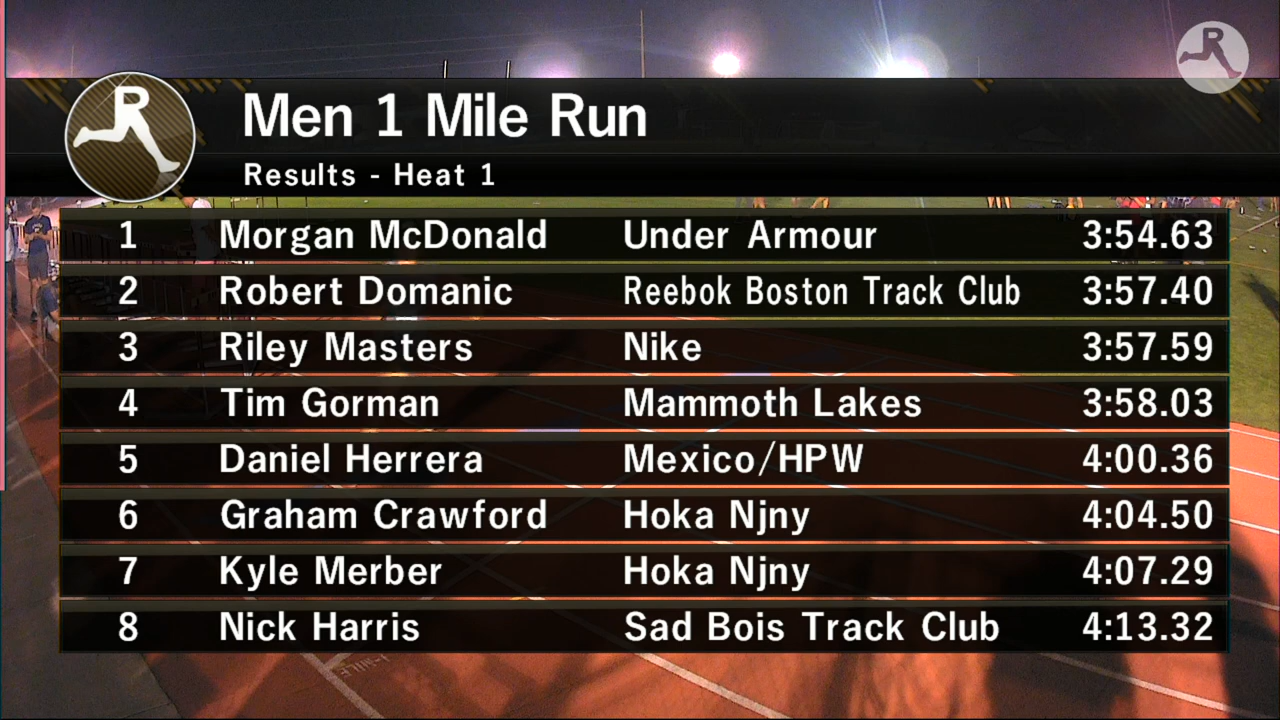 R
R
Men 1 Mile Run
Results - Heat 1
1 Morgan McDonald Under Armour 3:54.63
2 Robert Domanic Reebok Boston Track Club 3:57.40
3 Riley Masters Nike 3:57.59
4 Tim Gorman Mammoth Lakes 3:58.03
5 Daniel Herrera Mexico/HPW 4:00.36
6 Graham Crawford Hoka Njny 4:04.50
7 Kyle Merber Hoka Njny 4:07.29
8 Nick Harris Sad Bois Track Club 4:13.32